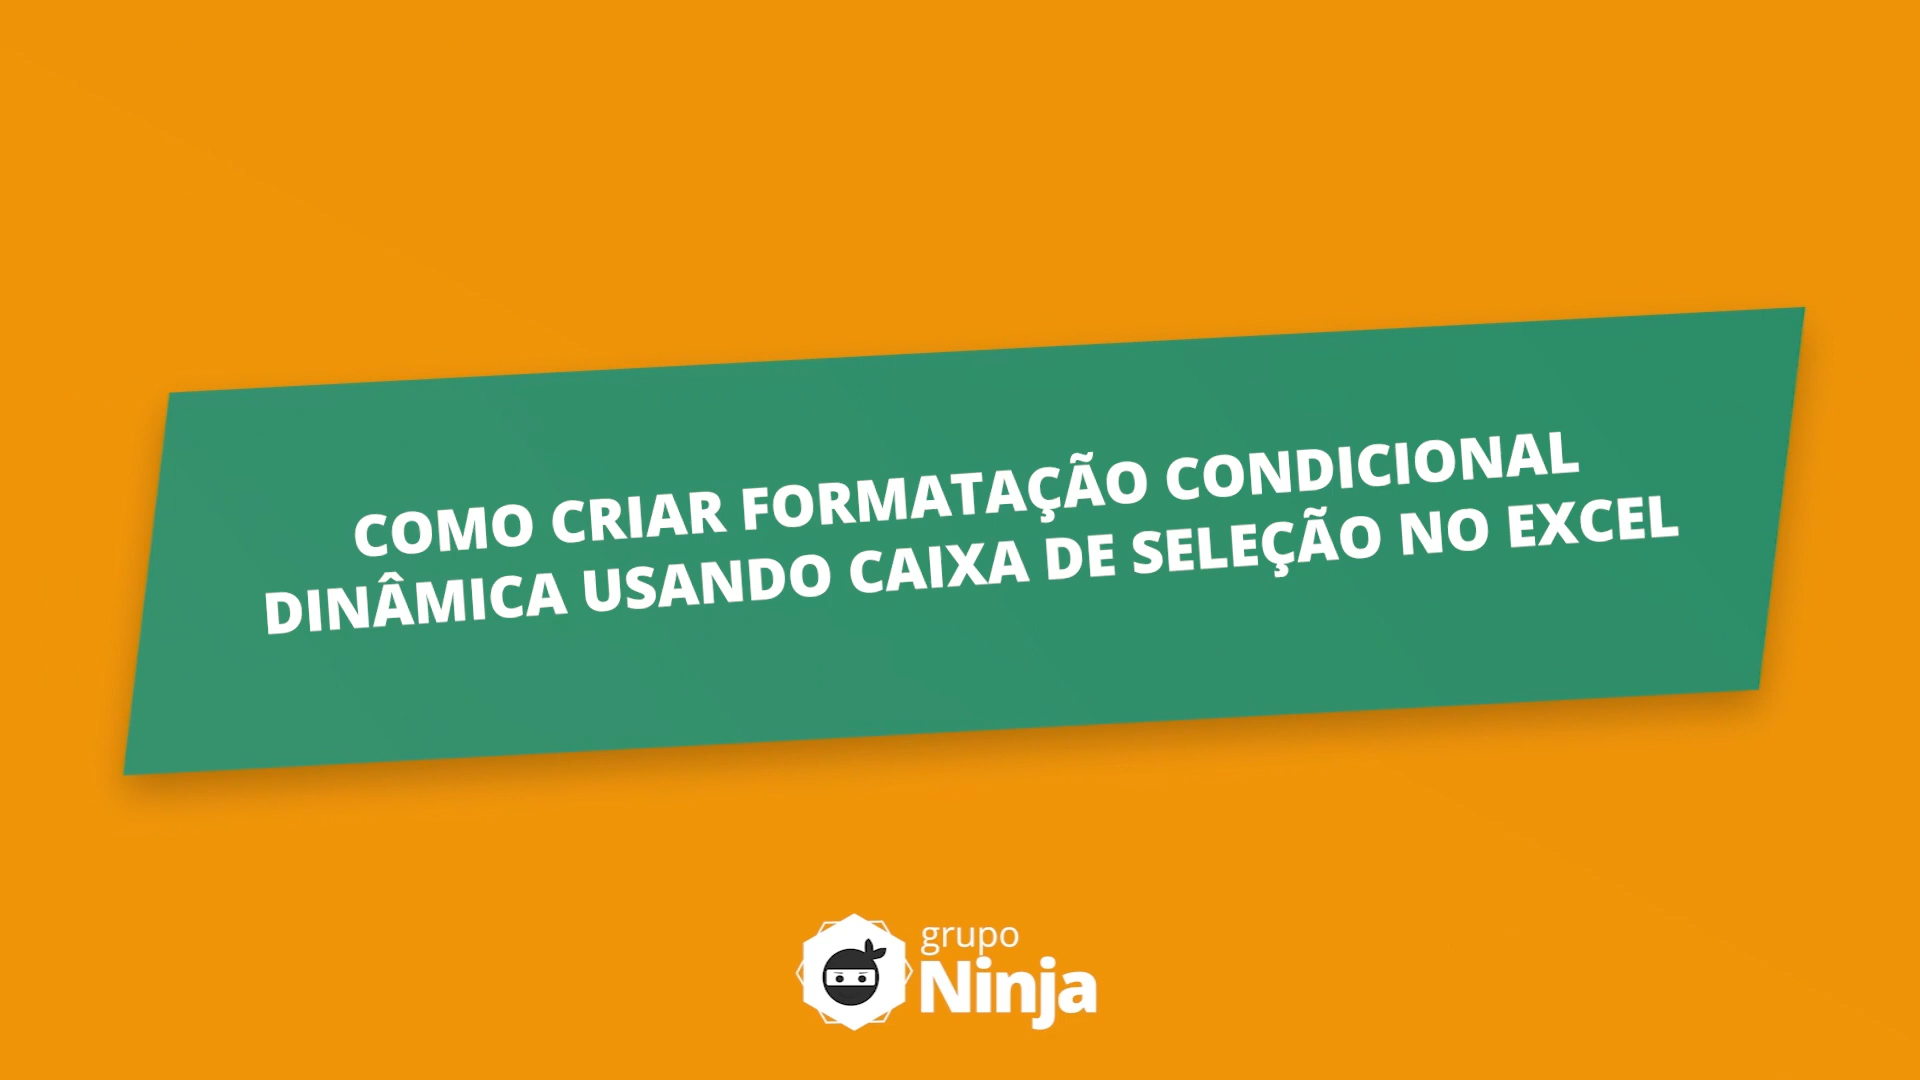 COMO CRIAR FORMATAÇÃO CONDICIONAL
DINÂMICA USANDO CAIXA DE SELEÇÃO NO EXCEL
grupo
Ninja